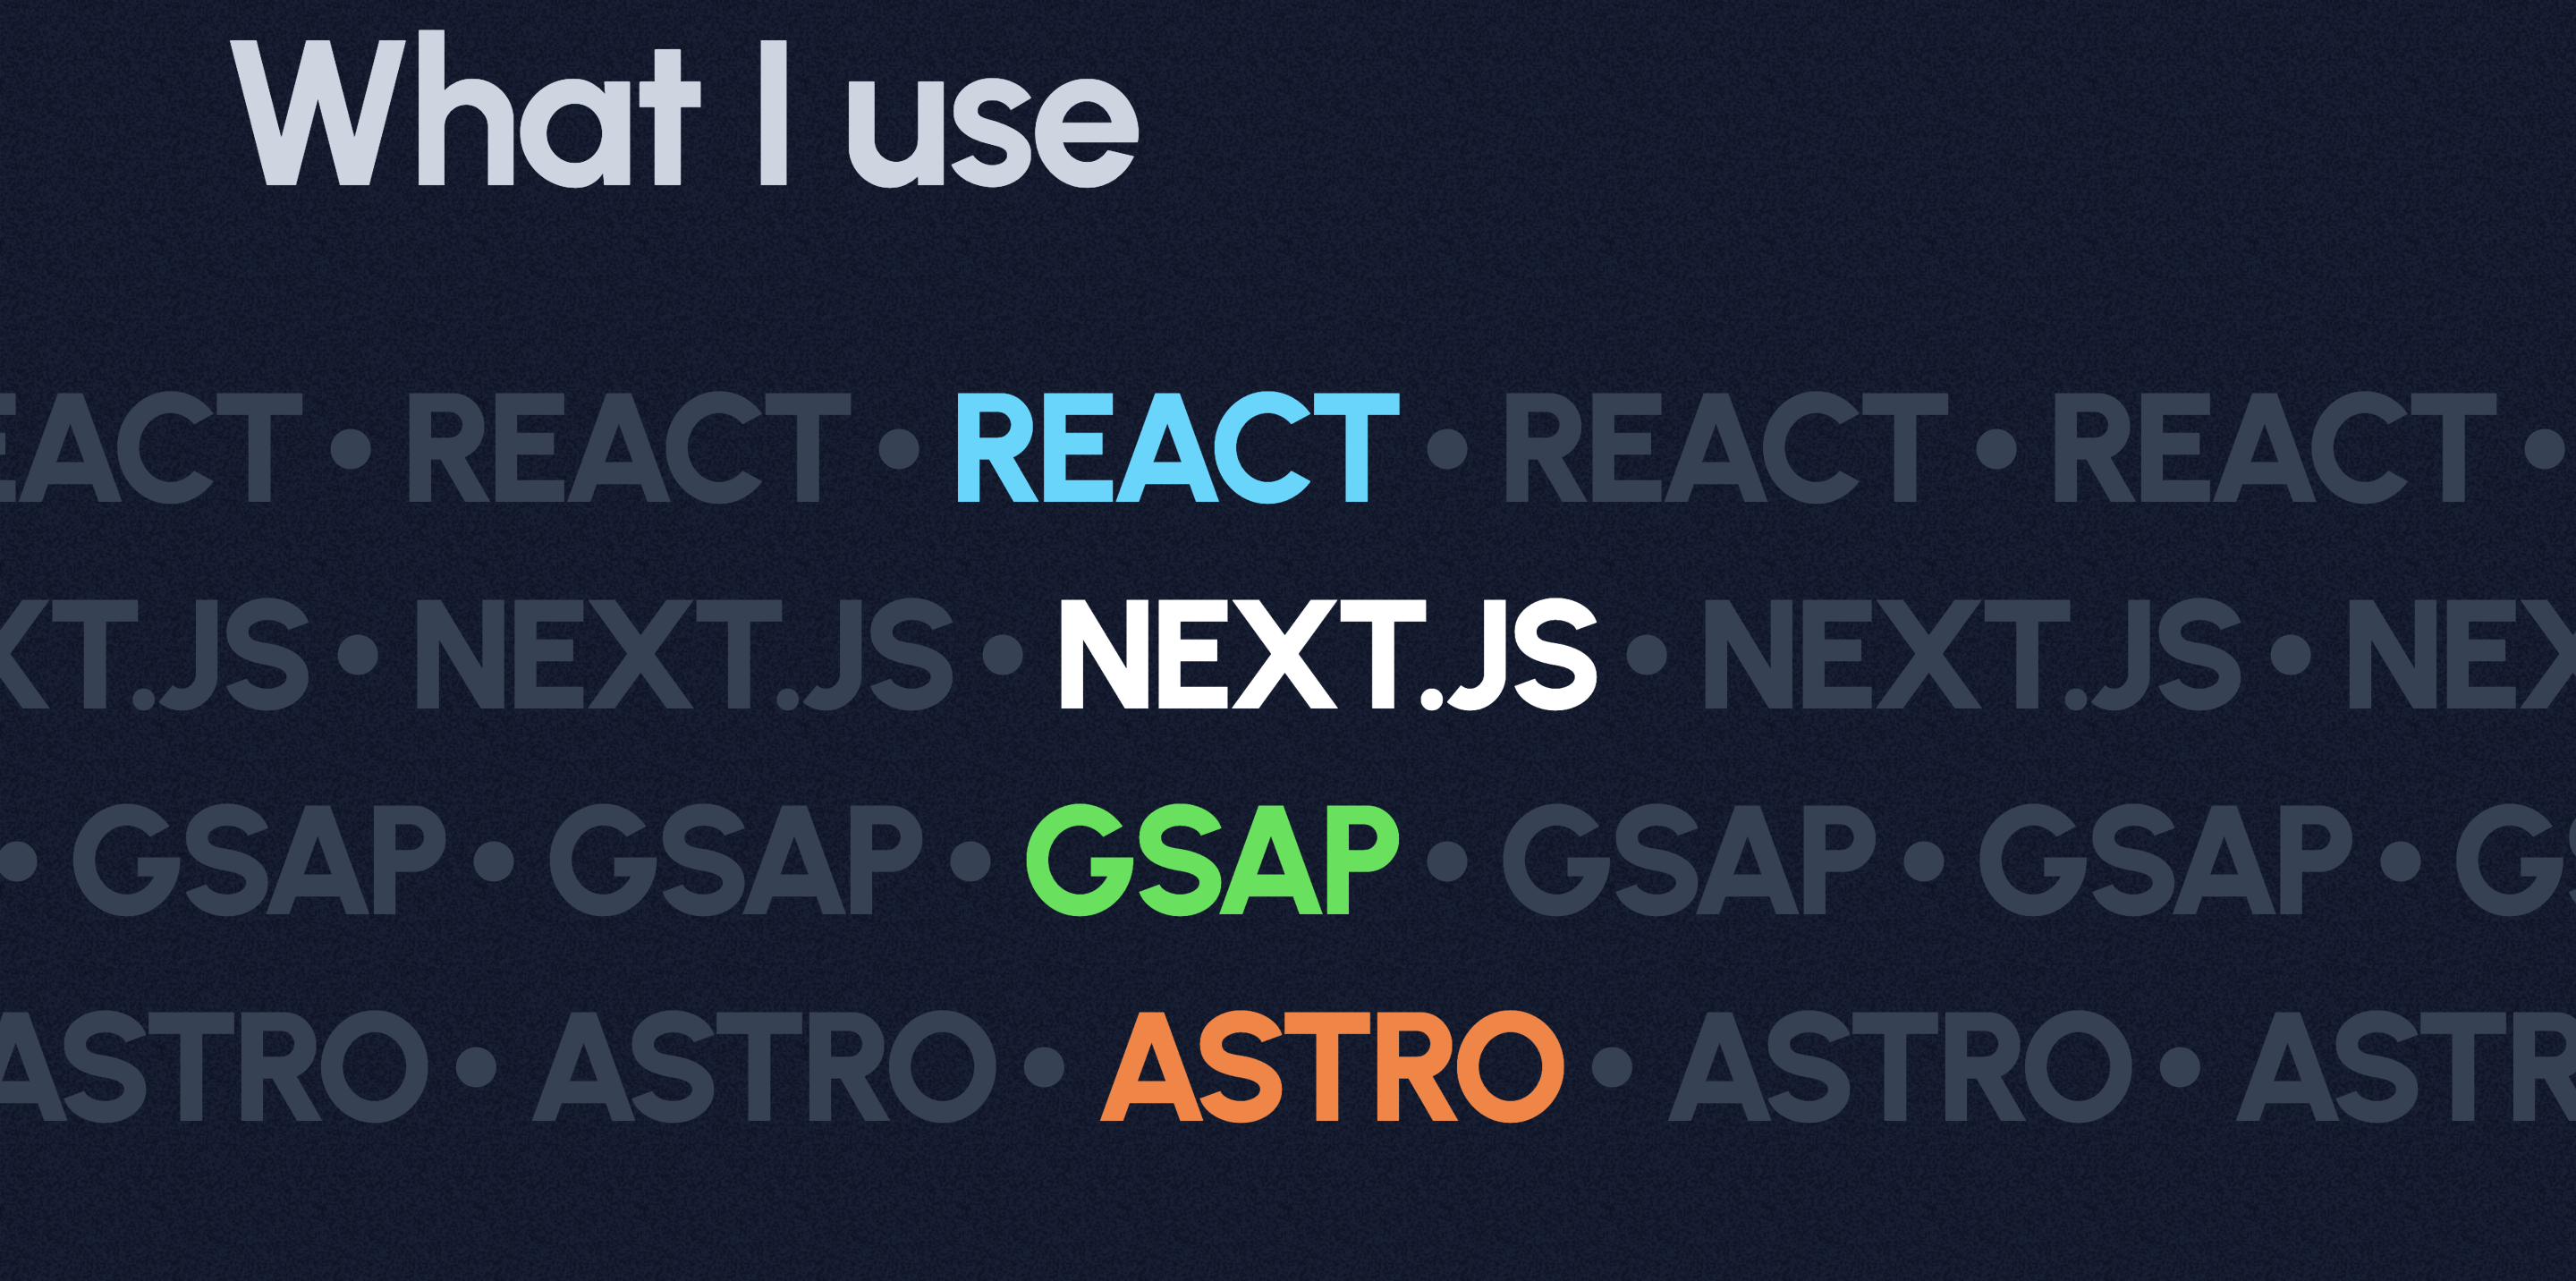 What I use
EACT • REACT • REACT • REACT • REACT •
XT.JS • NEXT.JS • NEXT.JS • NEXT.JS • NEX
• GSAP • GSAP • GSAP • GSAP • GSAP • GS
ASTRO • ASTRO • ASTRO • ASTRO • ASTR